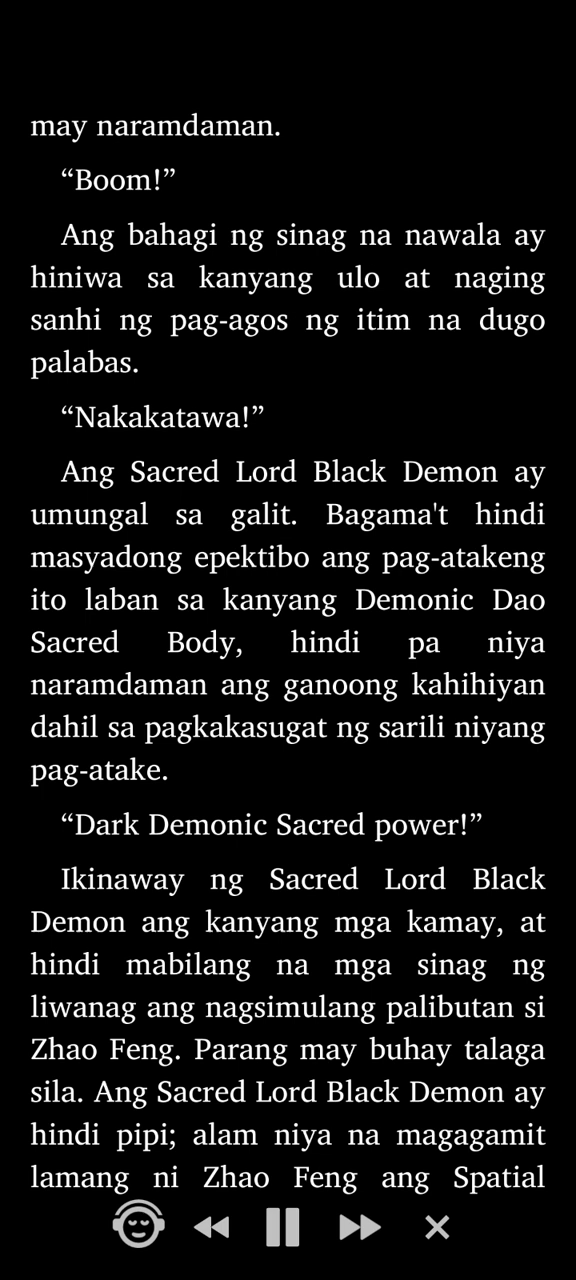 may naramdaman.
“Boom!”
Ang bahagi ng sinag na nawala ay
hiniwa sa kanyang ulo at naging
sanhi ng pag-agos ng itim na dugo
palabas.
“Nakakatawa!”
Ang Sacred Lord Black Demon ay
umungal sa galit. Bagama't hindi
masyadong epektibo ang pag-atakeng
ito laban sa kanyang Demonic Dao
Sacred Body, hindi pa niya
naramdaman ang ganoong kahihiyan
dahil sa pagkakasugat ng sarili niyang
pag-atake.
“Dark Demonic Sacred power!”
Ikinaway ng Sacred Lord Black
Demon ang kanyang mga kamay, at
hindi mabilang na mga sinag ng
liwanag ang nagsimulang palibutan si
Zhao Feng. Parang may buhay talaga
sila. Ang Sacred Lord Black Demon ay
hindi pipi; alam niya na magagamit
lamang ni Zhao Feng ang Spatial